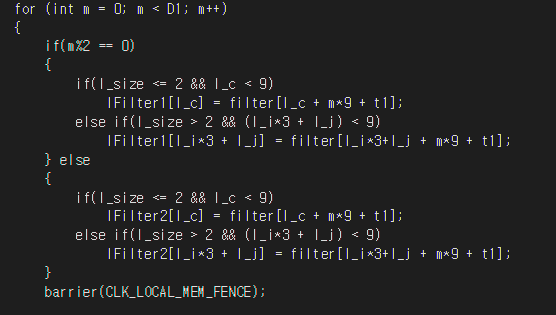 for (int m = 0; m < D1; m++)
{
    if(m%2 == 0)
    {
        if(l_size <= 2 && l_c < 9)
            lFilter1[l_c] = filter[l_c + m*9 + t1];
        else if(l_size > 2 && (l_i*3 + l_j) < 9)
            lFilter1[l_i*3 + l_j] = filter[l_i*3+l_j + m*9 + t1];
    } else
    {
        if(l_size <= 2 && l_c < 9)
            lFilter2[l_c] = filter[l_c + m*9 + t1];
        else if(l_size > 2 && (l_i*3 + l_j) < 9)
            lFilter2[l_i*3 + l_j] = filter[l_i*3+l_j + m*9 + t1];
    }
    barrier(CLK_LOCAL_MEM_FENCE);